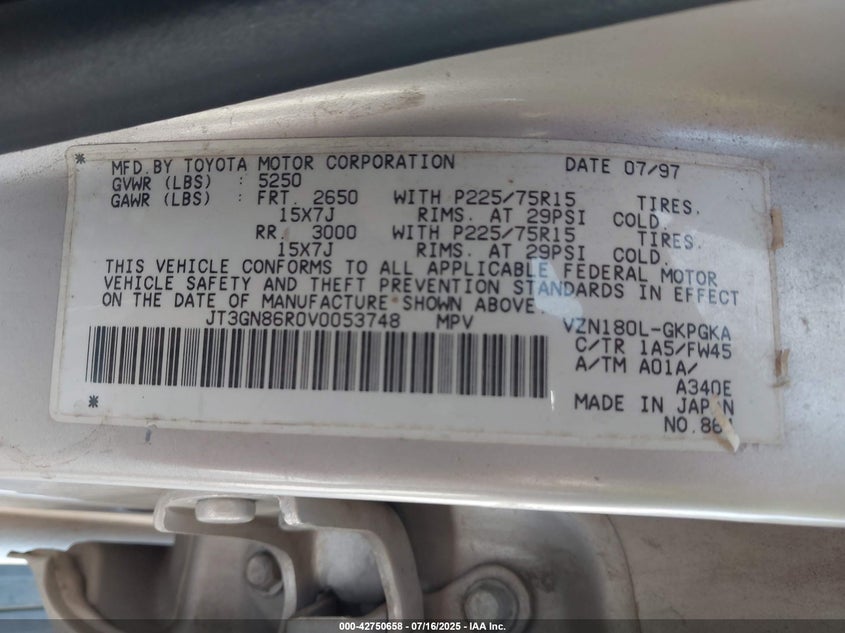 MFD.BY TOYOTA MOTOR CORPORATION DATE 07/97
GVWR (LBS) : 5250
GAWR (LBS) : FRT. 2650 WITH P225/75R15 TIRES.
15X7J RIMS. AT 29PSI COLD.
RR. 3000 WITH P225/75R15 TIRES.
15X7J RIMS. AT 29PSI COLD.
THIS VEHICLE CONFORMS TO ALL APPLICABLE FEDERAL MOTOR
VEHICLE SAFETY AND THEFT PREVENTION STANDARDS IN EFFECT
ON THE DATE OF MANUFACTURE SHOWN ABOVE.
JT3GN86R0V0053748 MPV VZN180L-GKPGKA
C/TR 1A5/FW45
A/TM A01A/
A340E
MADE IN JAPAN
NO.
000-42750658 - 07/16/2025 - IAA Inc.